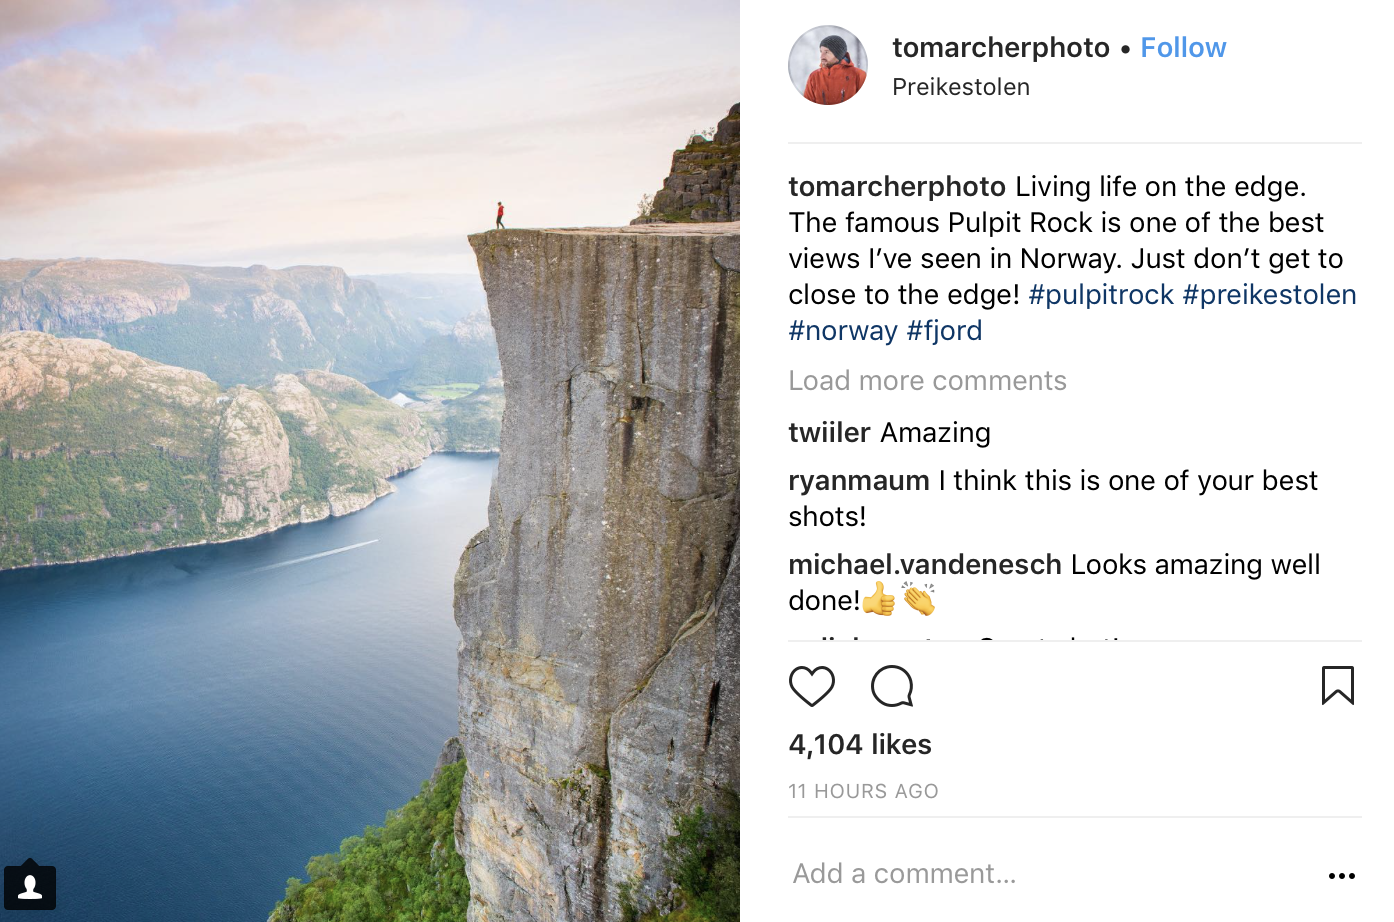 tomarcherphoto • Follow
Preikestolen
tomarcherphoto Living life on the edge.
The famous Pulpit Rock is one of the best
views I’ve seen in Norway. Just don’t get to
close to the edge! #pulpitrock #preikestolen
#norway #fjord
Load more comments
twiiler Amazing
ryanmaum I think this is one of your best
shots!
michael.vandenesch Looks amazing well
done!👍👏
4,104 likes
11 HOURS AGO
Add a comment...